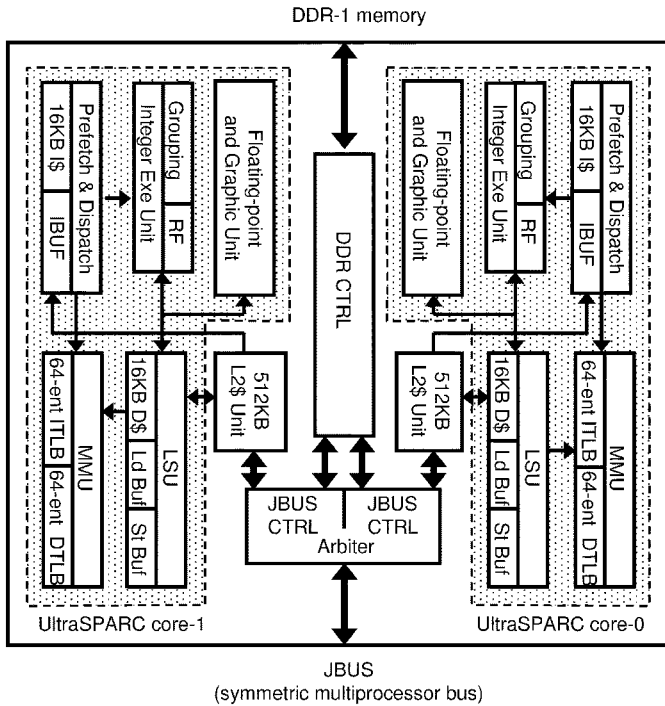 DDR-1 memory
16KB I$
IBUF
Prefetch & Dispatch
Integer Exe Unit
Grouping
RF
Floating-point
and Graphic Unit
DDR CTRL
Floating-point
and Graphic Unit
Integer Exe Unit
Grouping
RF
16KB I$
IBUF
Prefetch & Dispatch
64-ent ITLB
64-ent DTLB
MMU
16KB D$
Ld Buf
St Buf
LSU
512KB
L2$ Unit
512KB
L2$ Unit
16KB D$
Ld Buf
St Buf
LSU
64-ent ITLB
64-ent DTLB
MMU
JBUS
CTRL
JBUS
CTRL
Arbiter
UltraSPARC core-1
UltraSPARC core-0
JBUS
(symmetric multiprocessor bus)